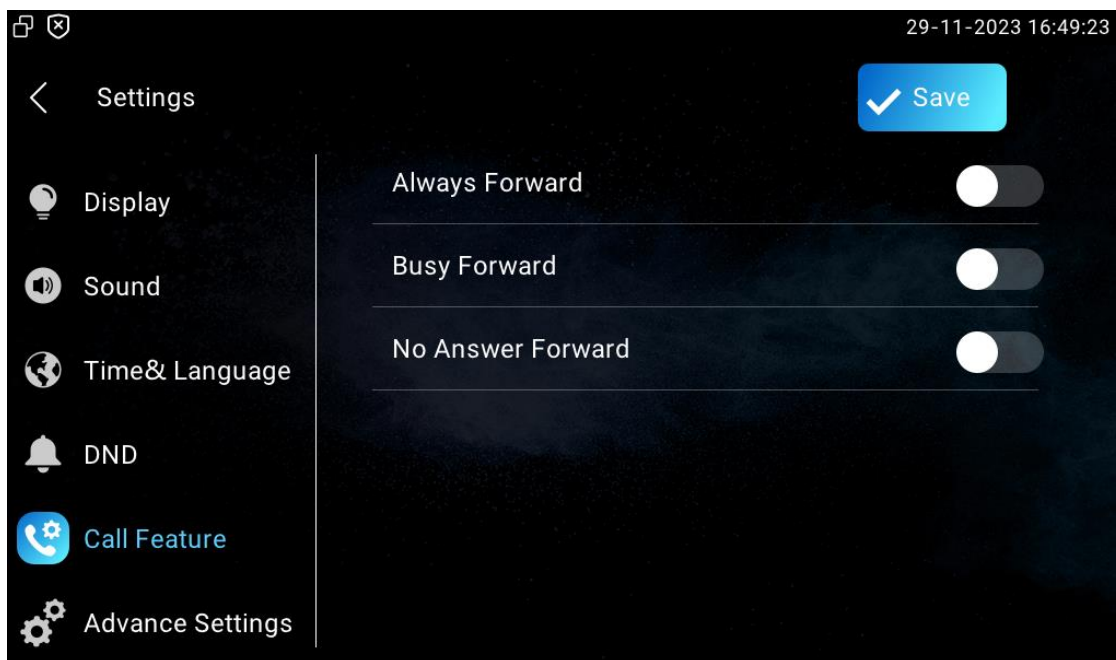 29-11-2023 16:49:23
Settings
Save
Display
Sound
Time& Language
DND
Call Feature
Advance Settings
Always Forward
Busy Forward
No Answer Forward